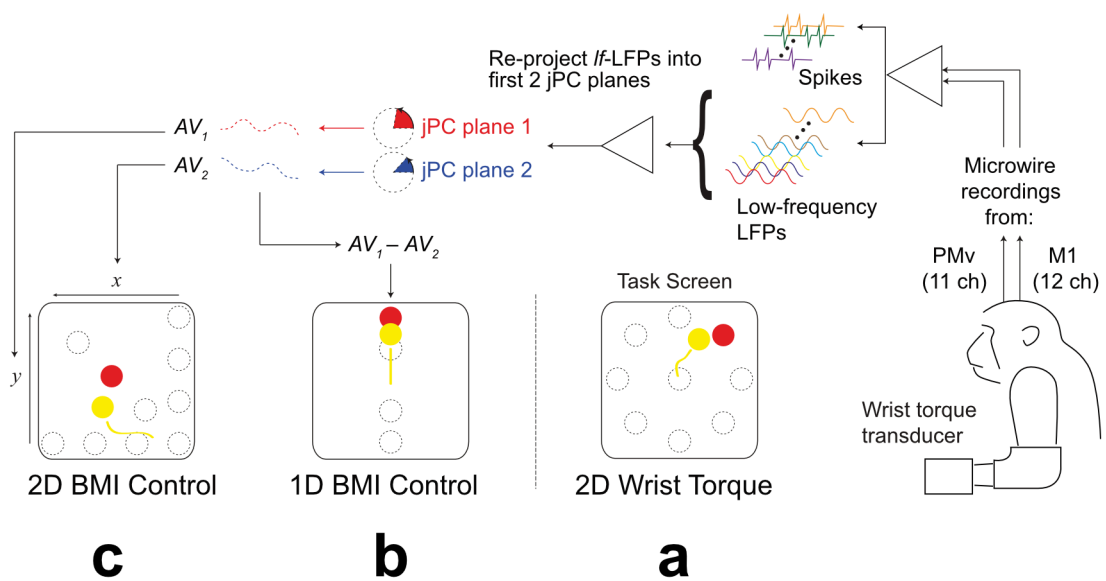 Re-project lf-LFPs into
first 2 jPC planes
Spikes
AV1
jPC plane 1
AV2
jPC plane 2
Low-frequency
LFPs
Microwire
recordings
from:
AV1 – AV2
PMv
(11 ch)
M1
(12 ch)
x
Task Screen
y
Wrist torque
transducer
2D BMI Control
1D BMI Control
2D Wrist Torque
c
b
a